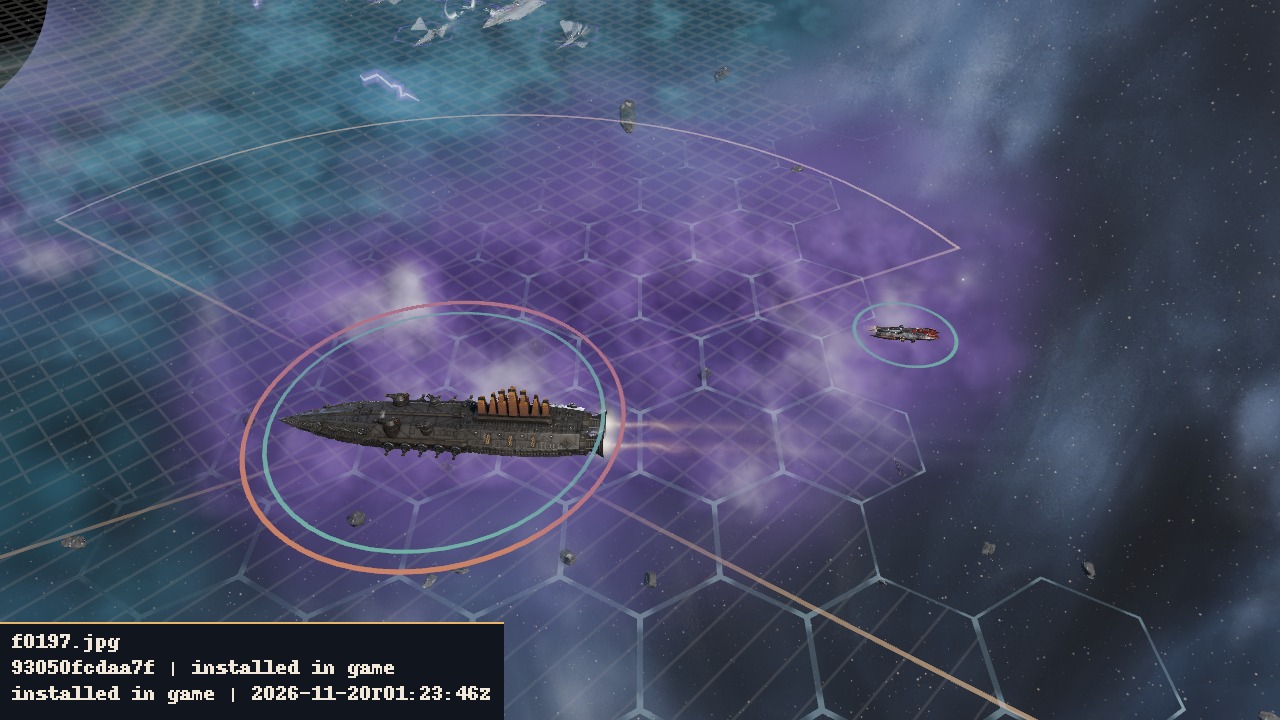 f0197.jpg
93050fcdaa7f | installed in game
installed in game | 2026-11-20T01:23:46Z